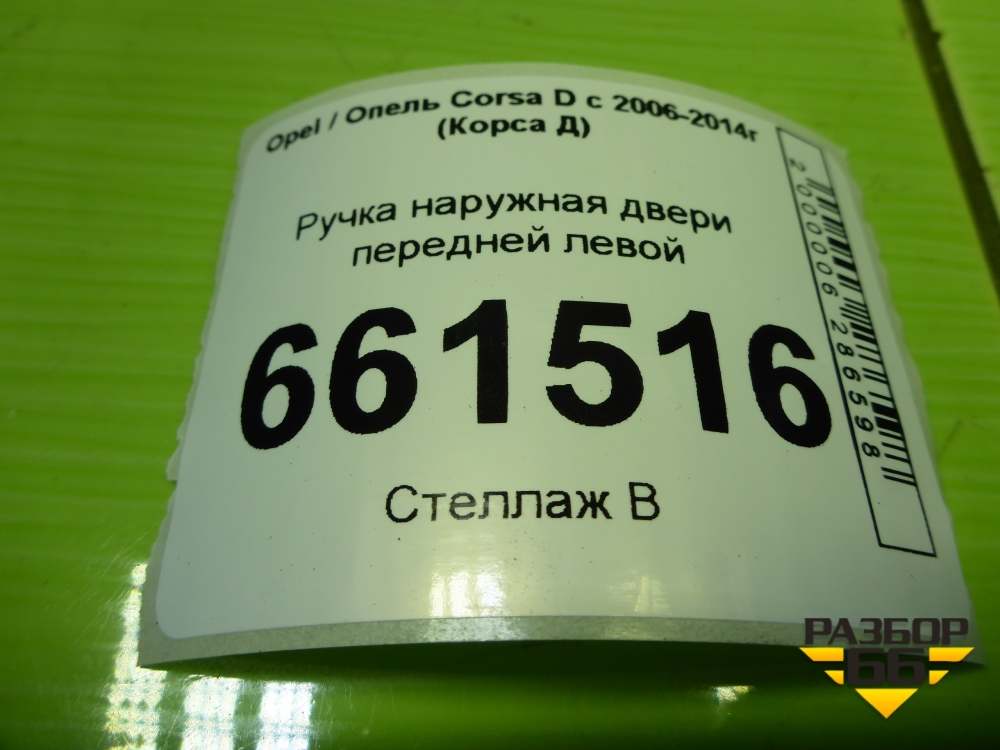 Opel / Опель Corsa D с 2006-2014г
(Корса Д)
Ручка наружная двери
передней левой
661516
Стеллаж В
2000006286598
РАЗБОР
66